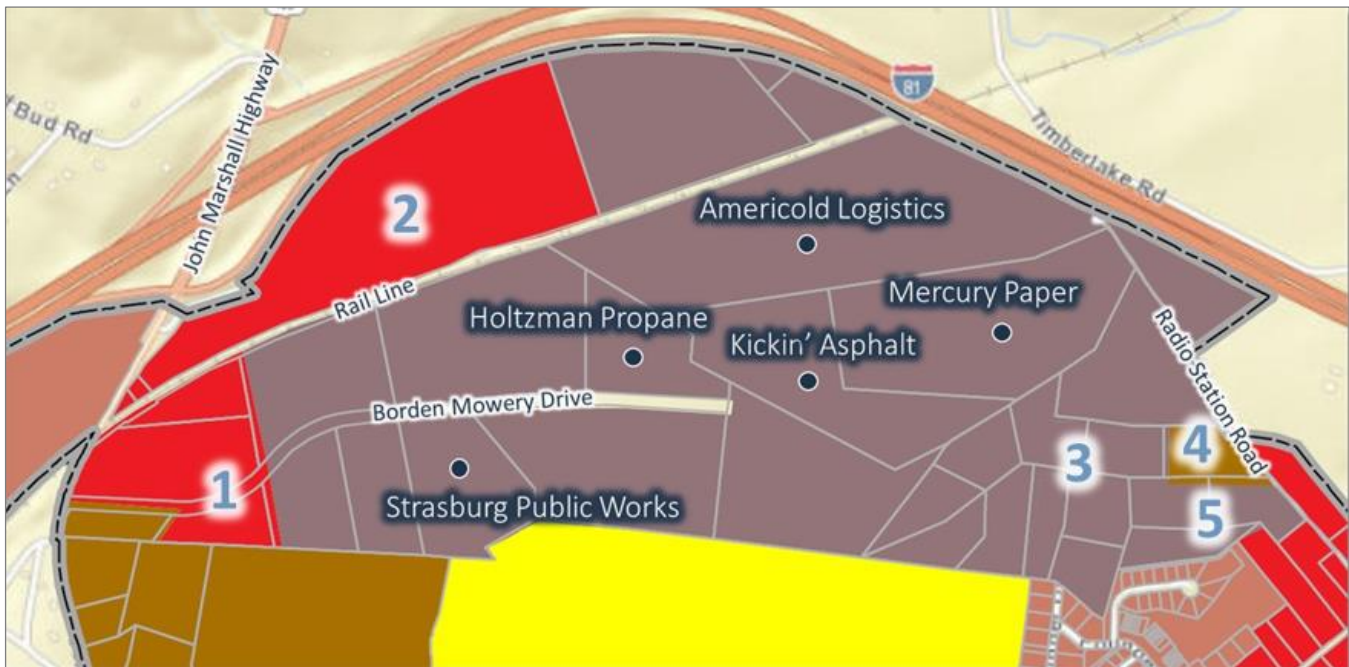 81
Bud Rd
John Marshall Highway
Timberlake Rd
2
Americold Logistics
Rail Line
Mercury Paper
Holtzman Propane
Kickin' Asphalt
Radio Station Road
Borden Mowery Drive
4
3
1
Strasburg Public Works
5